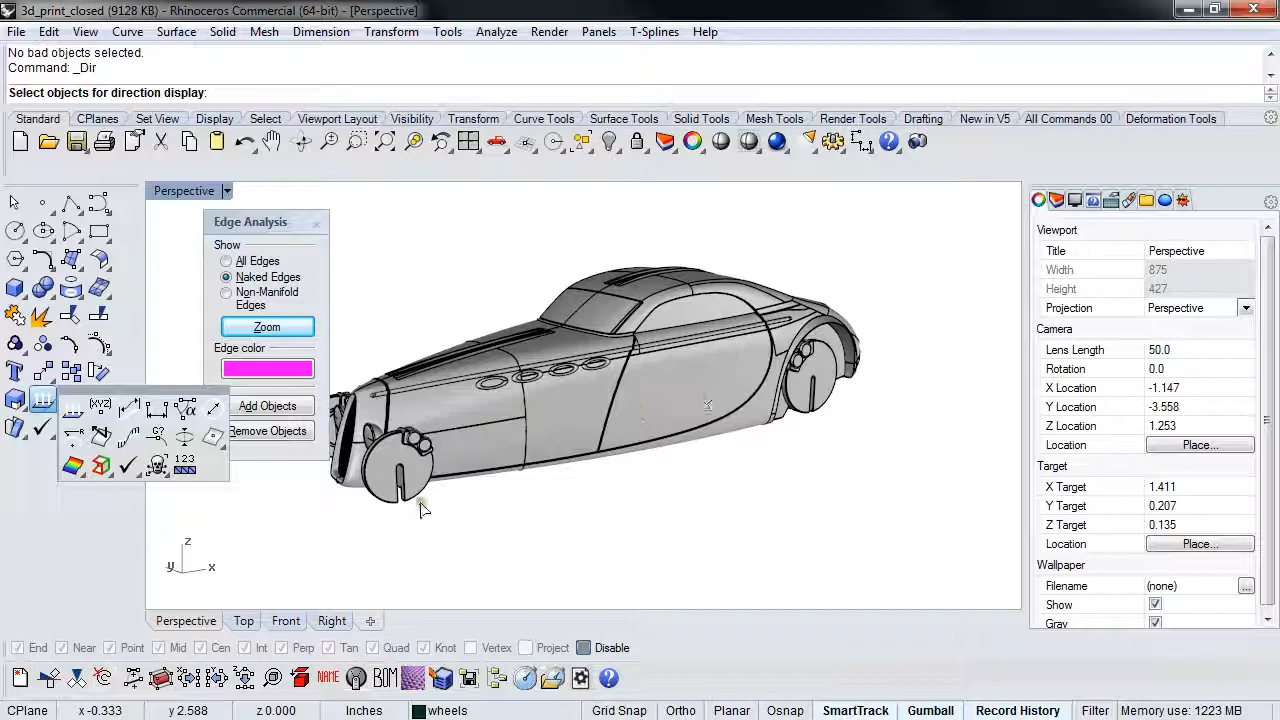 3d_print_closed (9128 KB) - Rhinoceros Commercial (64-bit) - [Perspective]
File Edit View Curve Surface Solid Mesh Dimension Transform Tools Analyze Render Panels T-Splines Help
No bad objects selected.
Command: _Dir
Select objects for direction display:
Standard CPlanes Set View Display Select Viewport Layout Visibility Transform Curve Tools Surface Tools Solid Tools Mesh Tools Render Tools Drafting New in V5 All Commands 00 Deformation Tools
Perspective
Edge Analysis
Show
All Edges
Naked Edges
Non-Manifold
Edges
Zoom
Edge color
Add Objects
Remove Objects
[XYZ]
123
z
y
x
Viewport
Title Perspective
Width 875
Height 427
Projection Perspective
Camera
Lens Length 50.0
Rotation 0.0
X Location -1.147
Y Location -3.558
Z Location 1.253
Location Place...
Target
X Target 1.411
Y Target 0.207
Z Target 0.135
Location Place...
Wallpaper
Filename (none) ...
Show
Gray
Perspective Top Front Right
End Near Point Mid Cen Int Perp Tan Quad Knot Vertex Project Disable
NAME BOM
CPlane x -0.333 y 2.588 z 0.000 Inches wheels Grid Snap Ortho Planar Osnap SmartTrack Gumball Record History Filter Memory use: 1223 MB